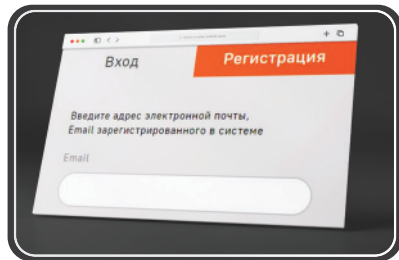 Вход
Регистрация
Введите адрес электронной почты,
Email зарегистрированного в системе
Email